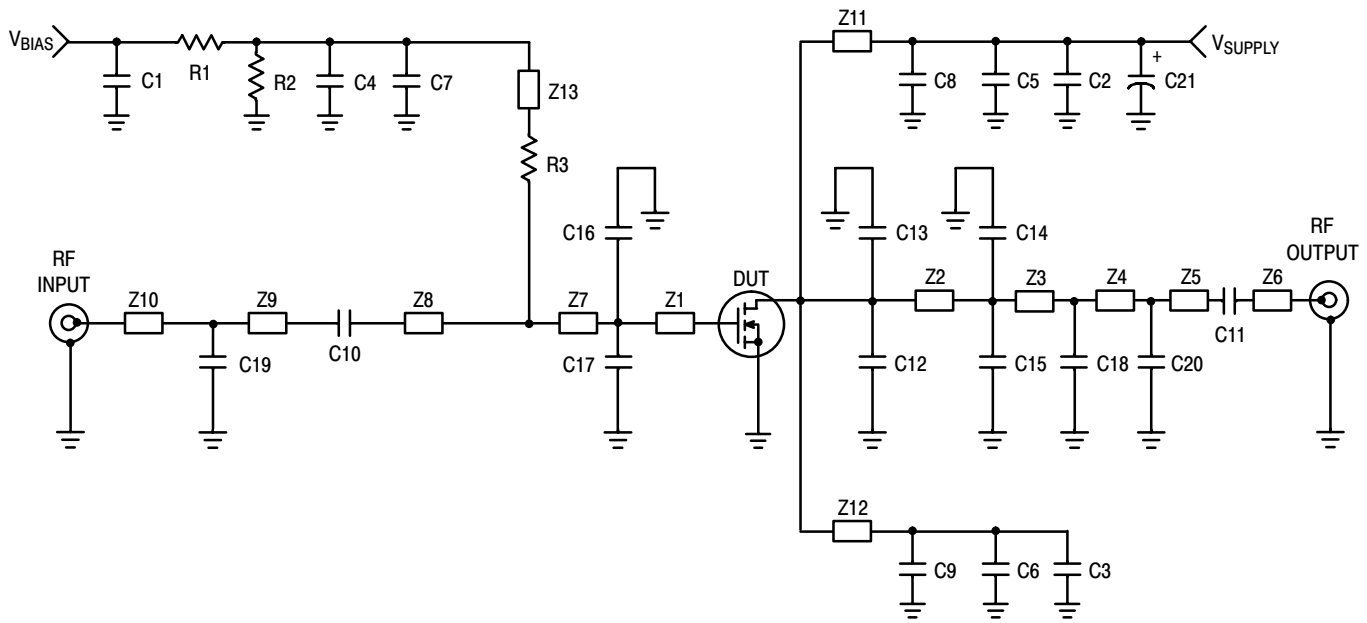 Z11
VBIAS
VSUPPLY
R1
C1
R2
C4
C7
Z13
C8
C5
C2
+
C21
R3
C16
C13
C14
RF
INPUT
RF
OUTPUT
DUT
Z10
Z9
Z8
Z7
Z1
Z2
Z3
Z4
Z5
Z6
C19
C10
C17
C12
C15
C18
C20
C11
Z12
C9
C6
C3